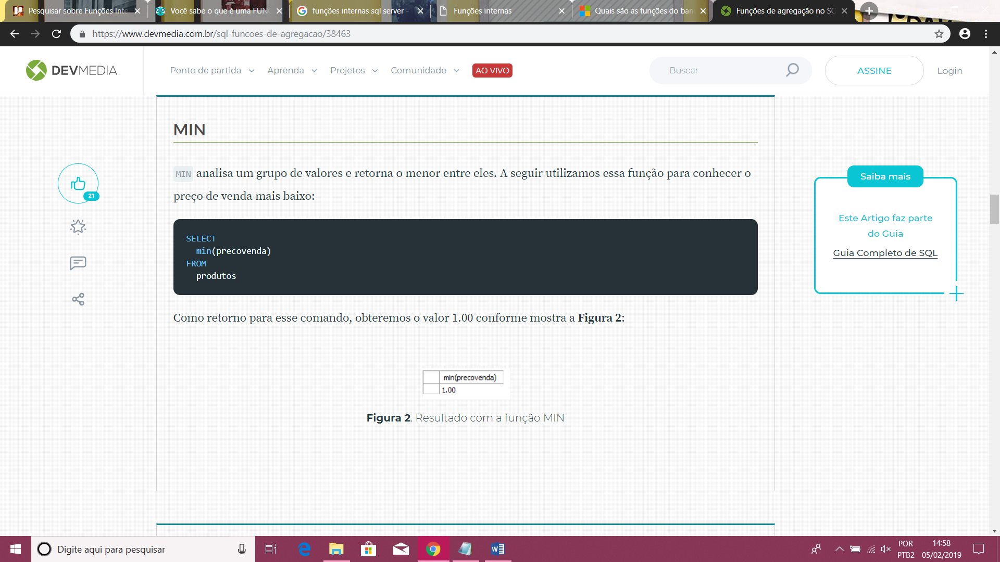 Pesquisar sobre Funções Inte
Você sabe o que é uma FUN
funções internas sql server -
Funções internas
Quais são as funções do ban
Funções de agregação no SQ
https://www.devmedia.com.br/sql-funcoes-de-agregacao/38463
DEVMEDIA
Ponto de partida
Aprenda
Projetos
Comunidade
AO VIVO
Buscar
ASSINE
Login
MIN
MIN analisa um grupo de valores e retorna o menor entre eles. A seguir utilizamos essa função para conhecer o
preço de venda mais baixo:
21
SELECT
min(precovenda)
FROM
produtos
Como retorno para esse comando, obteremos o valor 1.00 conforme mostra a Figura 2:
min(precovenda)
1.00
Figura 2. Resultado com a função MIN
Saiba mais
Este Artigo faz parte
do Guia
Guia Completo de SQL
Digite aqui para pesquisar
POR
PTB2
14:58
05/02/2019